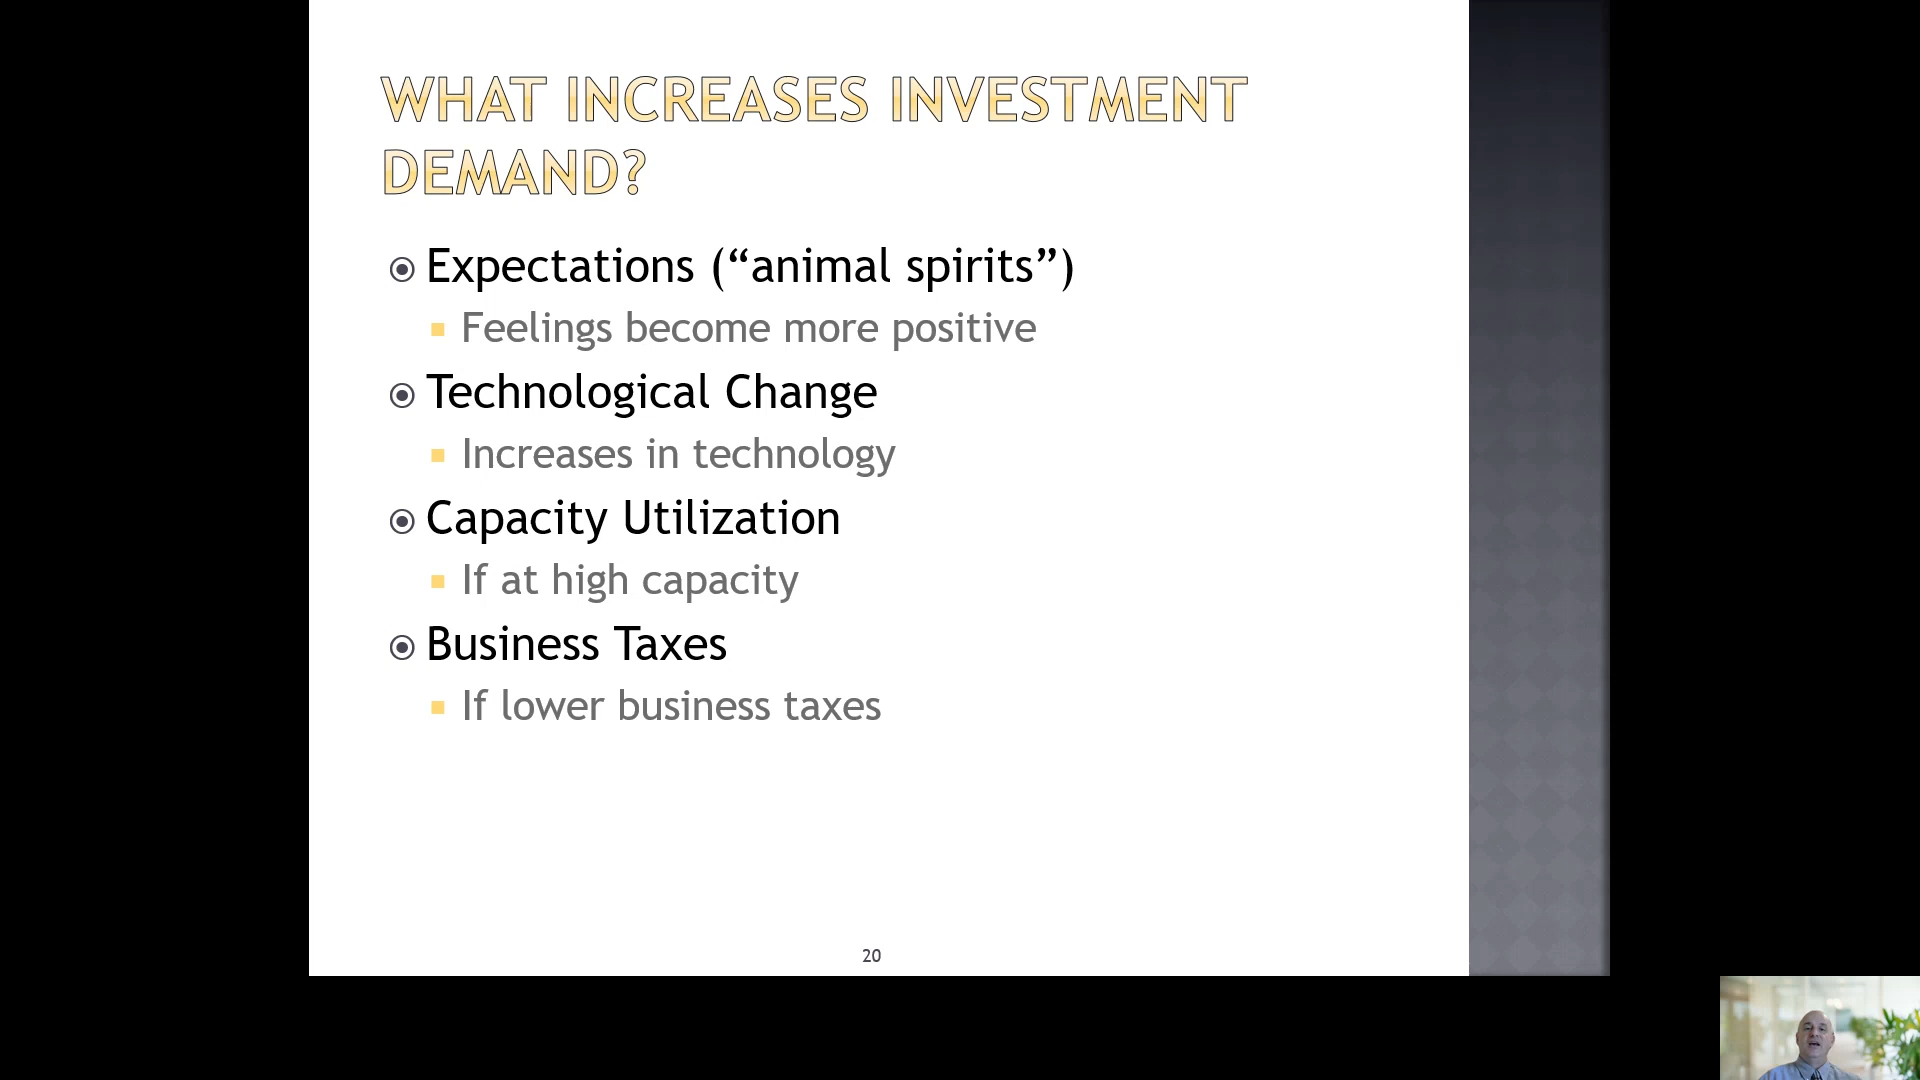 WHAT INCREASES INVESTMENT
DEMAND?
Expectations (“animal spirits”)
Feelings become more positive
Technological Change
Increases in technology
Capacity Utilization
If at high capacity
Business Taxes
If lower business taxes
20